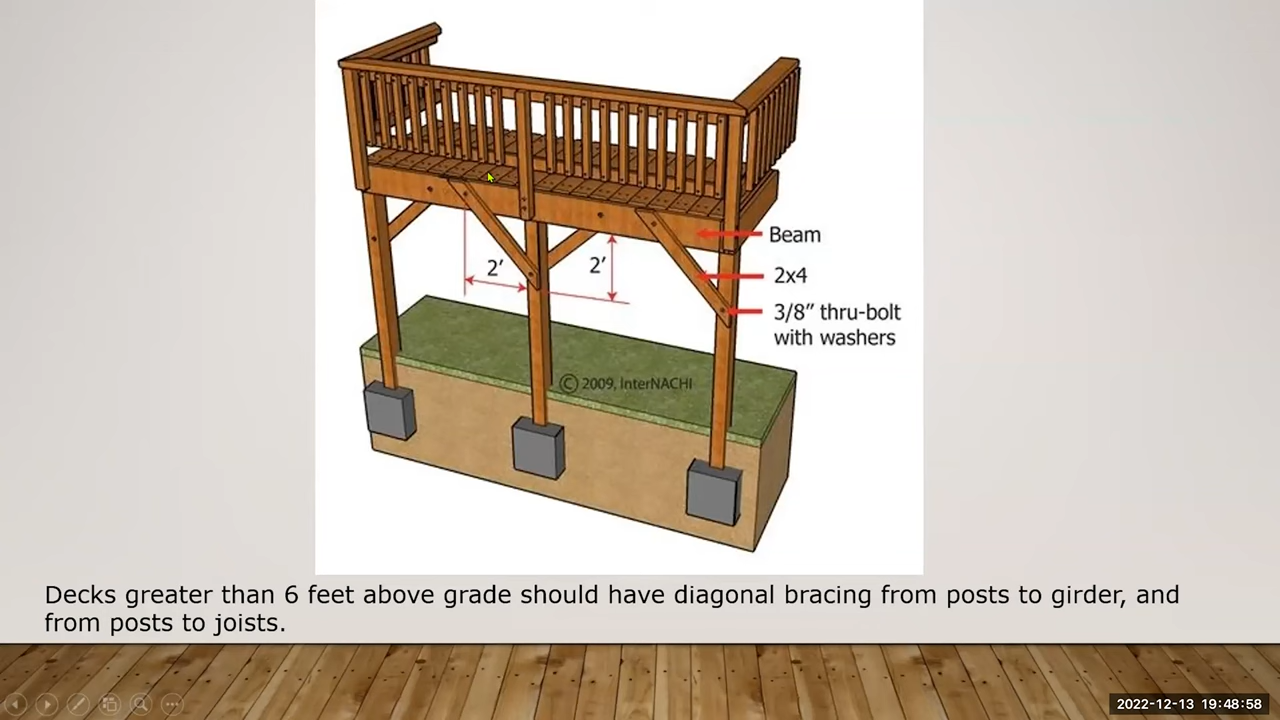 Beam
2’
2’
2x4
3/8” thru-bolt
with washers
© 2009, InterNACHI
Decks greater than 6 feet above grade should have diagonal bracing from posts to girder, and
from posts to joists.
2022-12-13 19:48:58